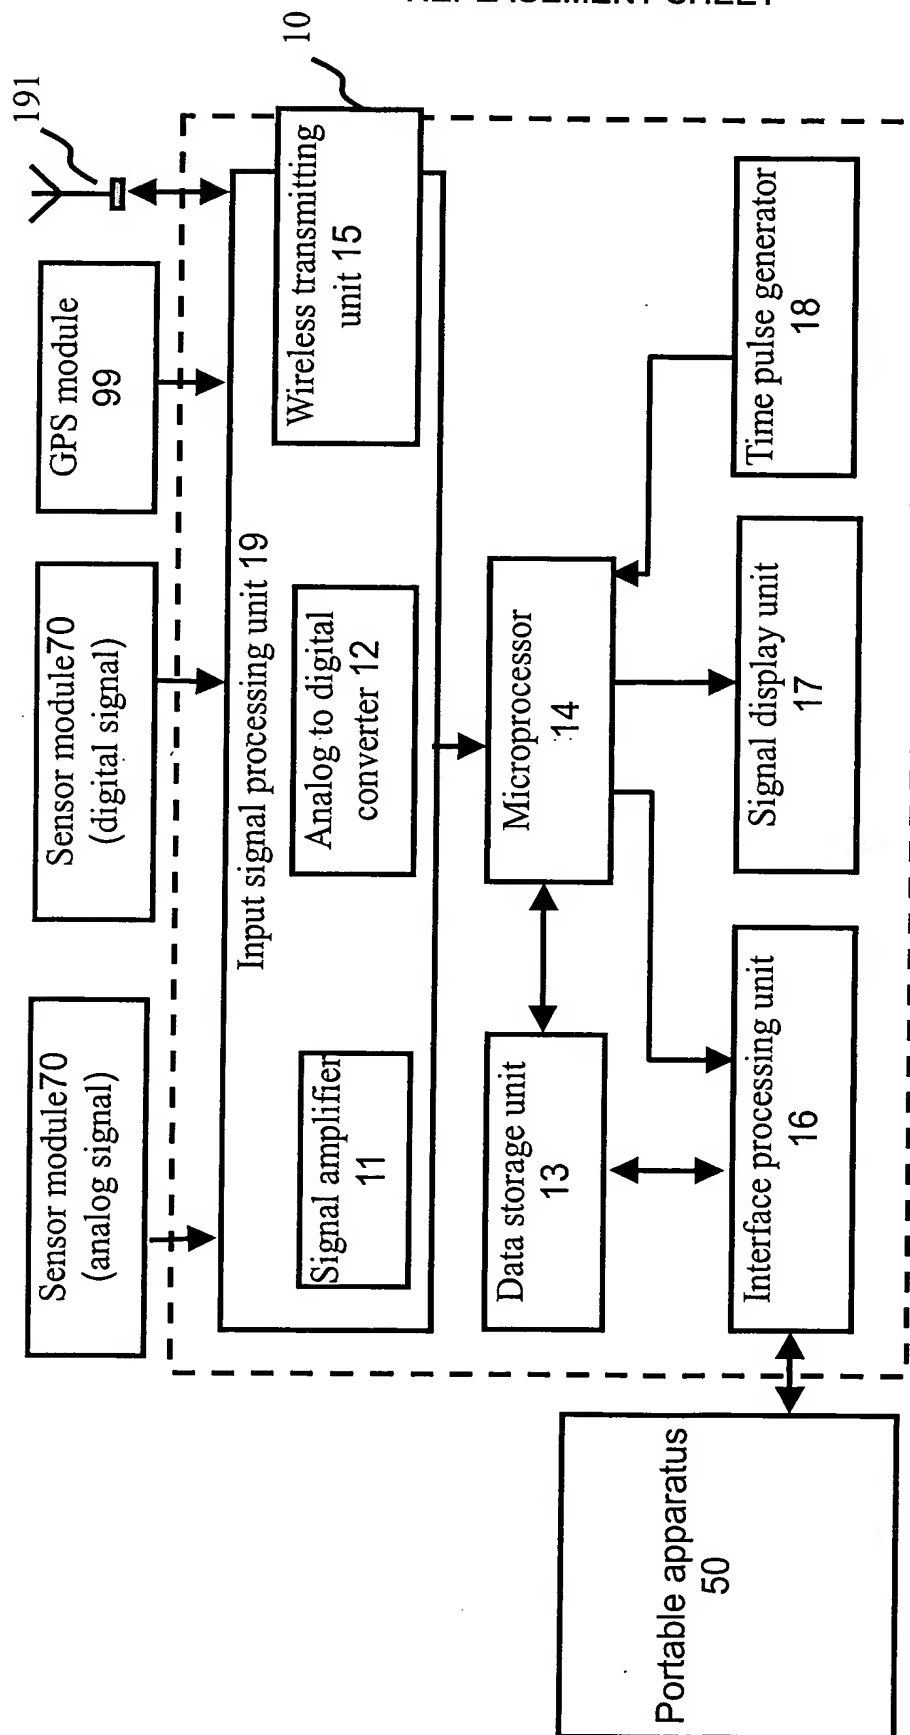 Sensor module70
(analog signal)
Sensor module70
(digital signal)
GPS module
99
191
10
Input signal processing unit 19
Signal amplifier
11
Analog to digital
converter 12
Wireless transmitting
unit 15
Data storage unit
13
Microprocessor
14
Interface processing unit
16
Signal display unit
17
Time pulse generator
18
Portable apparatus
50